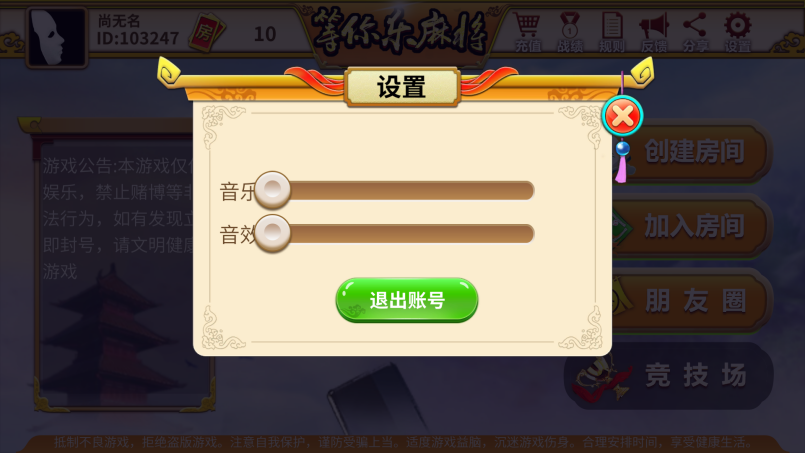 尚无名
ID:103247
房
10
等你来麻将
充值
战绩
规则
反馈
分享
设置
设置
游戏公告:本游戏仅
娱乐，禁止赌博等非
法行为，如有发现立
即封号，请文明健康
游戏
音乐
音效
退出账号
创建房间
加入房间
朋友圈
竞技场
抵制不良游戏，拒绝盗版游戏。注意自我保护，谨防受骗上当。适度游戏益脑，沉迷游戏伤身。合理安排时间，享受健康生活。